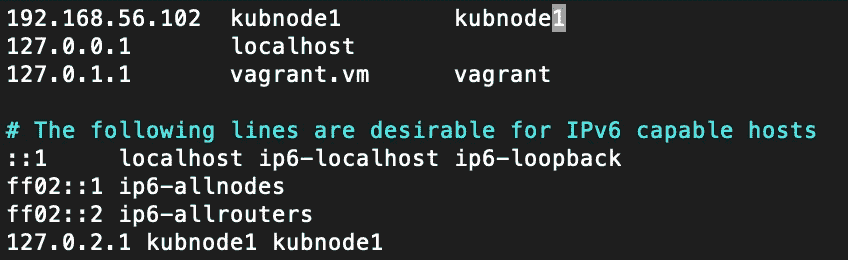 192.168.56.102  kubnode1            kubnode1
127.0.0.1       localhost
127.0.1.1       vagrant.vm      vagrant

# The following lines are desirable for IPv6 capable hosts
::1     localhost ip6-localhost ip6-loopback
ff02::1 ip6-allnodes
ff02::2 ip6-allrouters
127.0.2.1 kubnode1 kubnode1